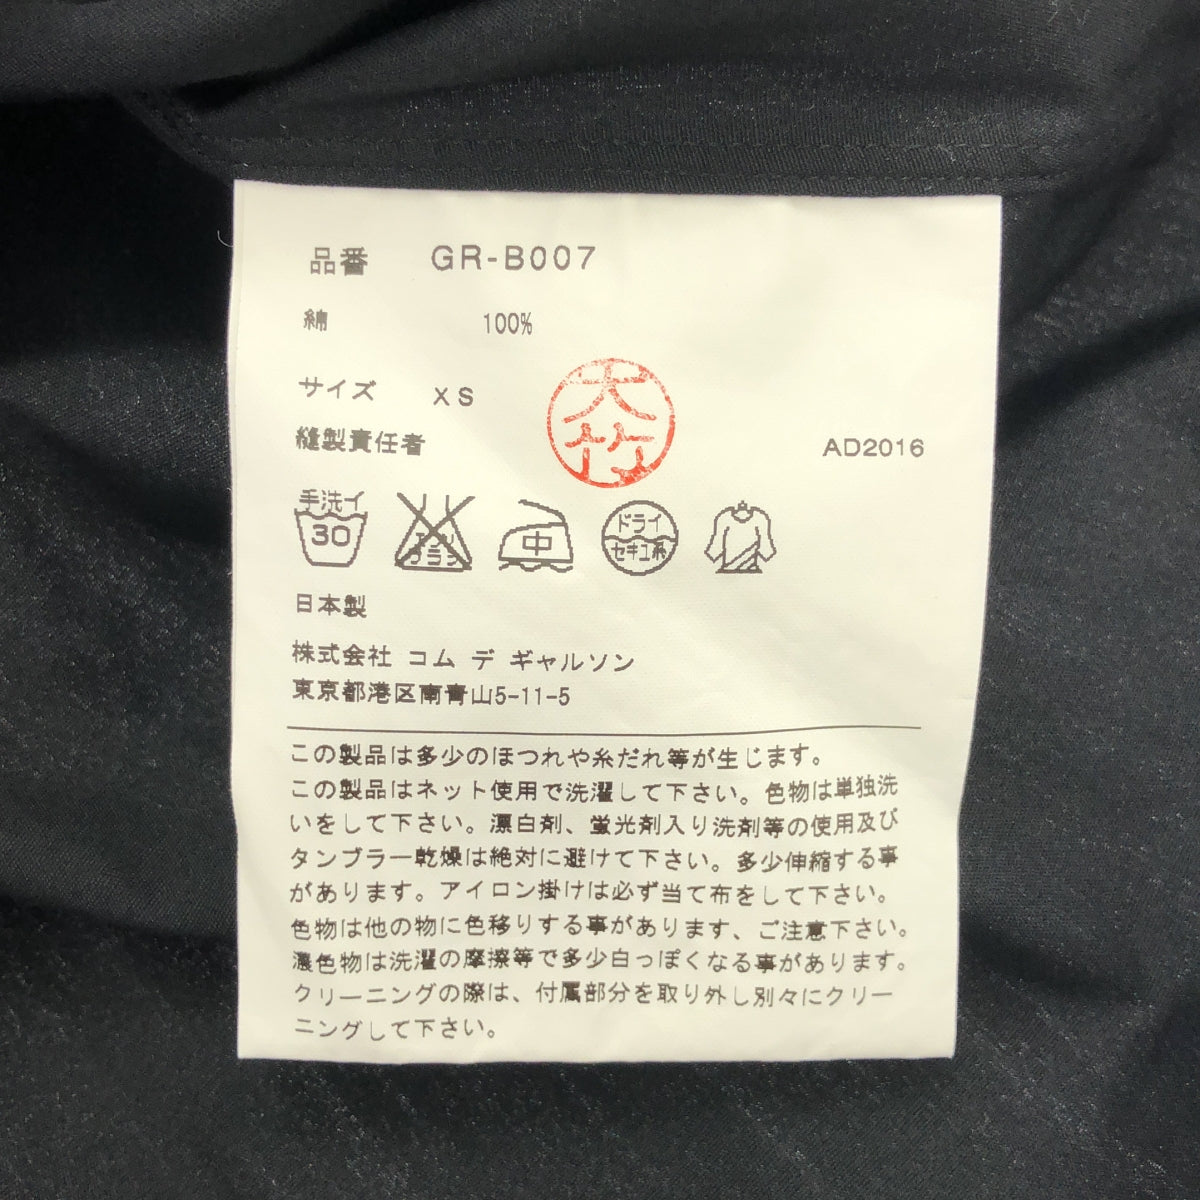 品番 GR-B007
綿 100%
サイズ XS
大竹
縫製責任者 AD2016
手洗イ
30
エンソ
サラシ
中
ドライ
セキユ系
日本製
株式会社 コム デ ギャルソン
東京都港区南青山5-11-5
この製品は多少のほつれや糸だれ等が生じます。
この製品はネット使用で洗濯して下さい。色物は単独洗
いをして下さい。漂白剤、蛍光剤入り洗剤等の使用及び
タンブラー乾燥は絶対に避けて下さい。多少伸縮する事
があります。アイロン掛けは必ず当て布をして下さい。
色物は他の物に色移りする事があります、ご注意下さい。
濃色物は洗濯の摩擦等で多少白っぽくなる事があります。
クリーニングの際は、付属部分を取り外し別々にクリー
ニングして下さい。